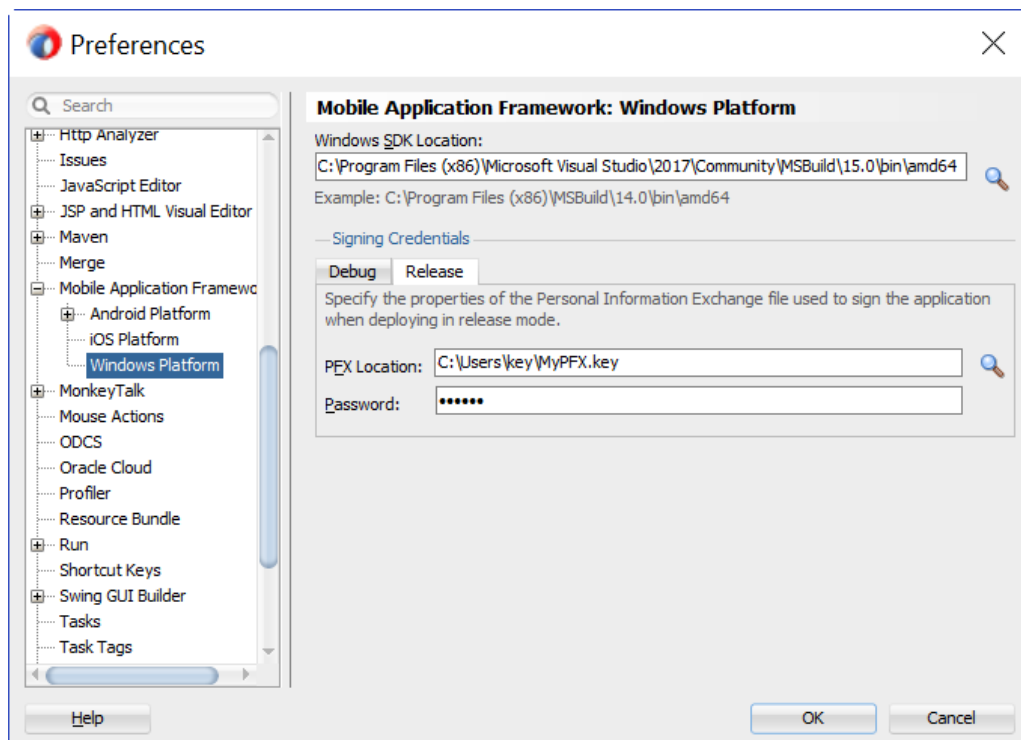 Preferences
Search
Http Analyzer
Issues
JavaScript Editor
JSP and HTML Visual Editor
Maven
Merge
Mobile Application Framewo
Android Platform
iOS Platform
Windows Platform
MonkeyTalk
Mouse Actions
ODCS
Oracle Cloud
Profiler
Resource Bundle
Run
Shortcut Keys
Swing GUI Builder
Tasks
Task Tags
Mobile Application Framework: Windows Platform
Windows SDK Location:
C:\Program Files (x86)\Microsoft Visual Studio\2017\Community\MSBuild\15.0\bin\amd64
Example: C:\Program Files (x86)\MSBuild\14.0\bin\amd64
Signing Credentials
Debug Release
Specify the properties of the Personal Information Exchange file used to sign the application
when deploying in release mode.
PFX Location: C:\Users\key\MyPFX.key
Password: ••••••
Help OK Cancel